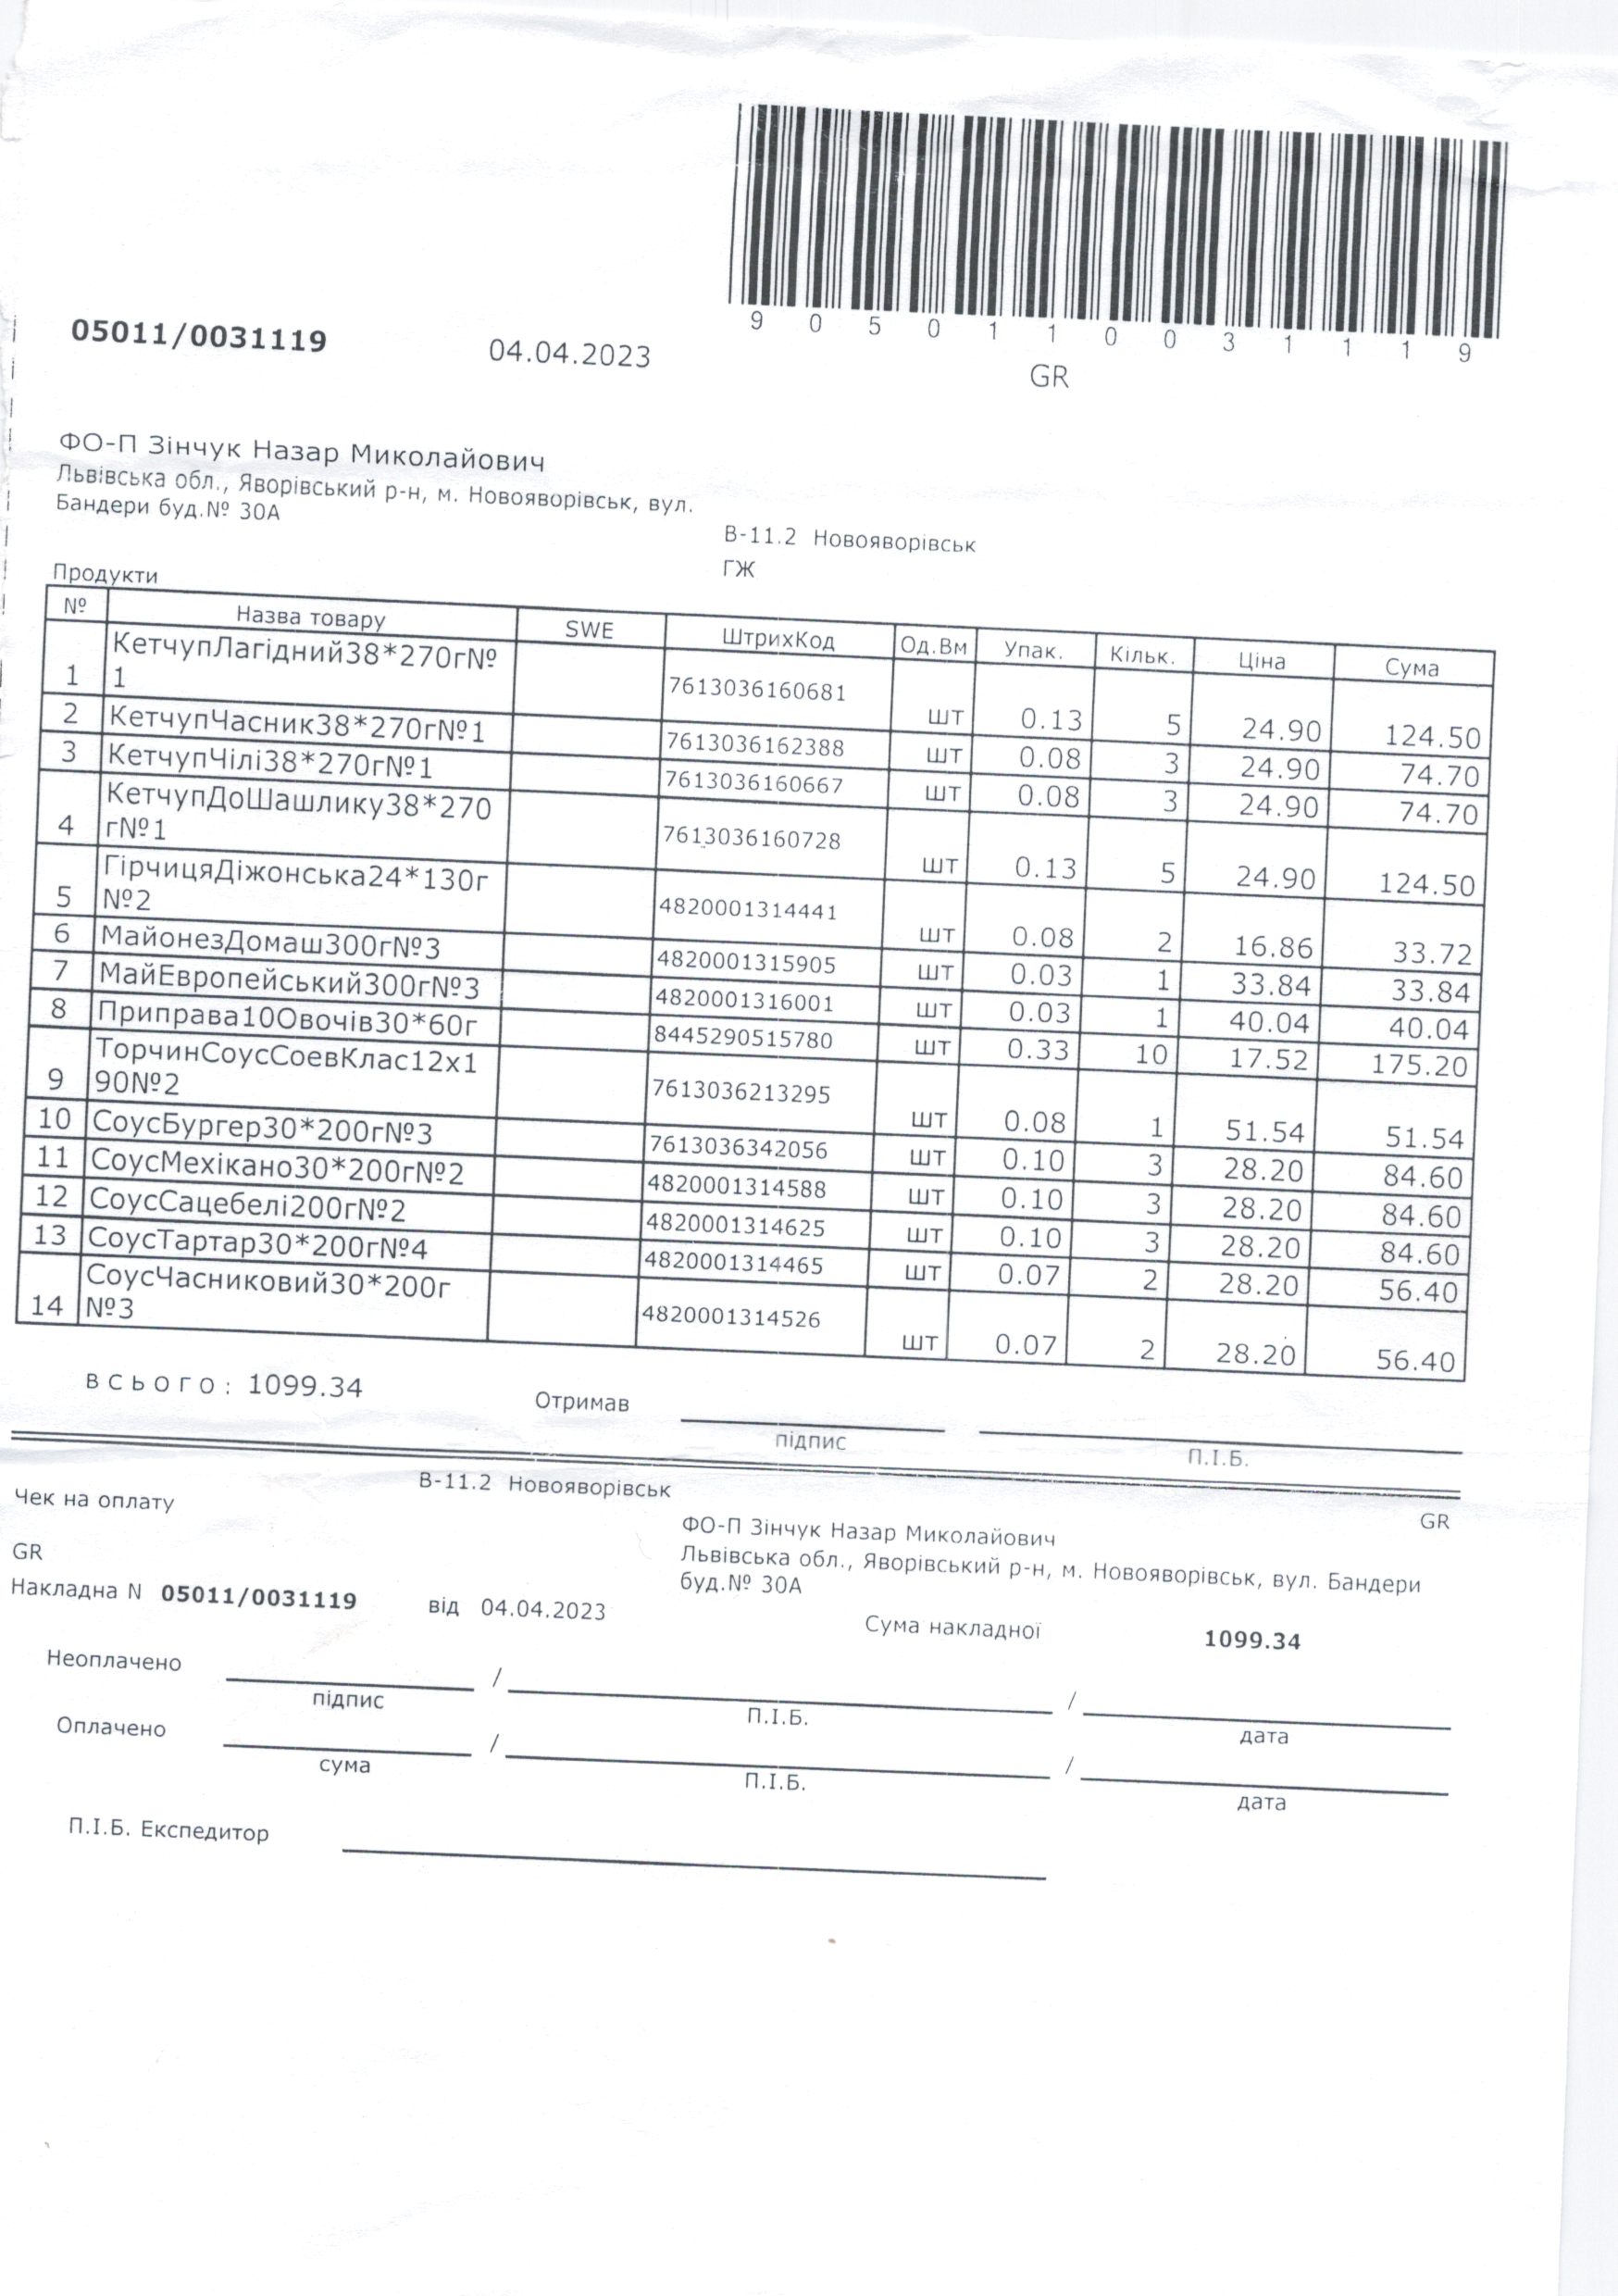 9 0 5 0 1 1 0 0 3 1 1 1 9
05011/0031119 04.04.2023 GR
ФО-П Зінчук Назар Миколайович
Львівська обл., Яворівський р-н, м. Новояворівськ, вул.
Бандери буд.№ 30А
В-11.2 Новояворівськ
ГЖ
Продукти
№ Назва товару SWE ШтрихКод Од.Вм Упак. Кільк. Ціна Сума
КетчупЛагідний38*270г№
1 1 7613036160681 шт 0.13 5 24.90 124.50
2 КетчупЧасник38*270г№1 7613036162388 шт 0.08 3 24.90 74.70
3 КетчупЧілі38*270г№1 7613036160667 шт 0.08 3 24.90 74.70
КетчупДоШашлику38*270
4 г№1 7613036160728 шт 0.13 5 24.90 124.50
ГірчицяДіжонська24*130г
5 №2 4820001314441 шт 0.08 2 16.86 33.72
6 МайонезДомаш300г№3 4820001315905 шт 0.03 1 33.84 33.84
7 МайЕвропейський300г№3 4820001316001 шт 0.03 1 40.04 40.04
8 Приправа10Овочів30*60г 8445290515780 шт 0.33 10 17.52 175.20
ТорчинСоусСоевКлас12х1
9 90№2 7613036213295 шт 0.08 1 51.54 51.54
10 СоусБургер30*200г№3 7613036342056 шт 0.10 3 28.20 84.60
11 СоусМехікано30*200г№2 4820001314588 шт 0.10 3 28.20 84.60
12 СоусСацебелі200г№2 4820001314625 шт 0.10 3 28.20 84.60
13 СоусТартар30*200г№4 4820001314465 шт 0.07 2 28.20 56.40
СоусЧасниковий30*200г
14 №3 4820001314526 шт 0.07 2 28.20 56.40
всього: 1099.34 Отримав
підпис П.І.Б.
Чек на оплату В-11.2 Новояворівськ GR
ФО-П Зінчук Назар Миколайович
Львівська обл., Яворівський р-н, м. Новояворівськ, вул. Бандери
буд.№ 30А
GR
Накладна N 05011/0031119 від 04.04.2023 Сума накладної 1099.34
Неоплачено / /
підпис П.І.Б. дата
Оплачено / /
сума П.І.Б. дата
П.І.Б. Експедитор